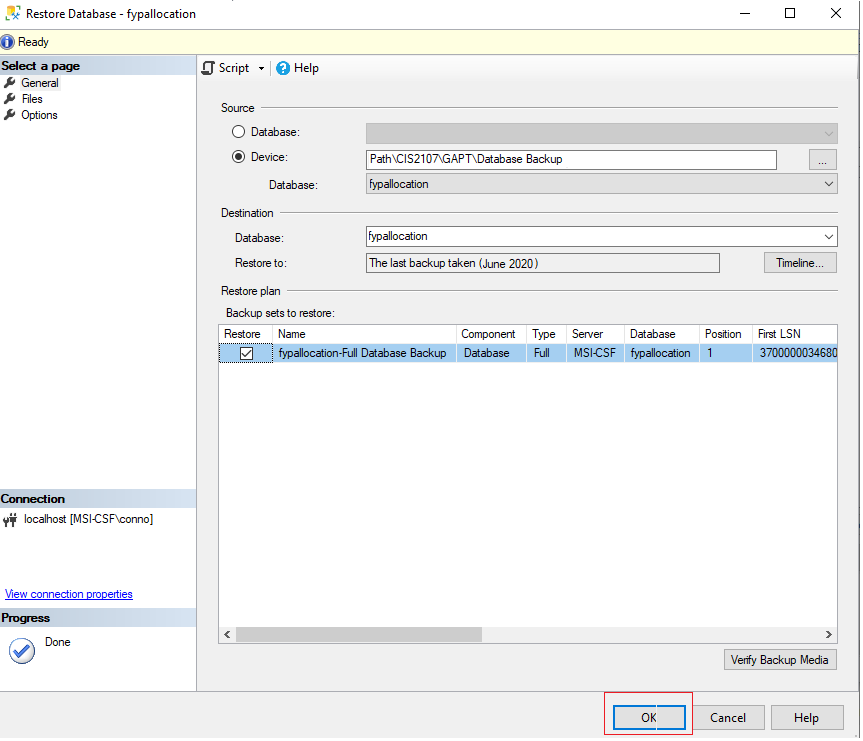 Restore Database - fypallocation
Ready
Select a page
General
Files
Options
Script
Help
Source
Database:
Device:
Path\CIS2107\GAPT\Database Backup
...
Database:
fypallocation
Destination
Database:
fypallocation
Restore to:
The last backup taken (June 2020)
Timeline...
Restore plan
Backup sets to restore:
Restore Name Component Type Server Database Position First LSN
fypallocation-Full Database Backup Database Full MSI-CSF fypallocation 1 3700000034680
Connection
localhost [MSI-CSF\conno]
View connection properties
Progress
Done
Verify Backup Media
OK
Cancel
Help